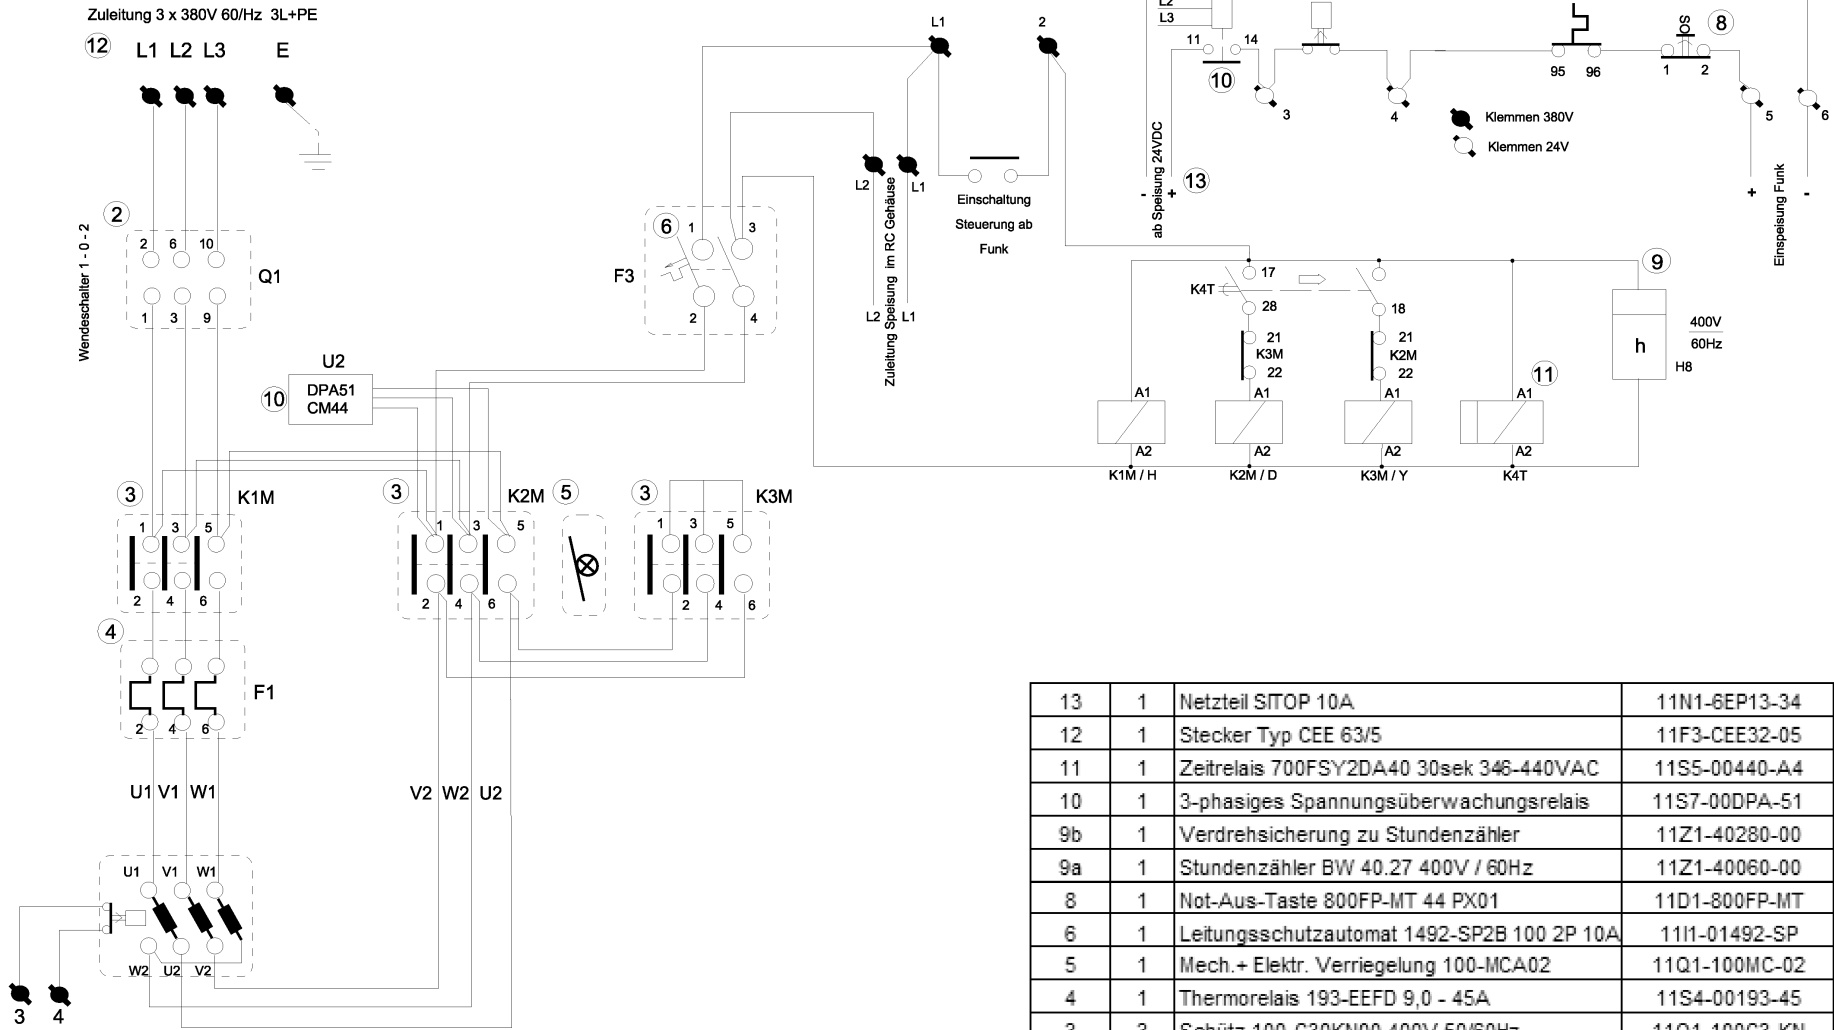 Zuleitung 3 x 380V 60/Hz 3L+PE
12 L1 L2 L3 E
2
2 6 10
Q1
1 3 9
Wendeschalter 1 - 0 - 2
U2
10 DPA51
CM44
3 K1M
1 3 5
2 4 6
4
F1
2 4 6
U1 V1 W1
U1 V1 W1
W2 U2 V2
3 4
3 K2M
1 3 5
2 4 6
V2 W2 U2
5
3 K3M
1 3 5
2 4 6
6 1 3
F3
2 4
L1 2
L2 L1
L2 L1
Zuleitung Speisung im RC Gehäuse
Einschaltung
Steuerung ab
Funk
L2
L3
11 14
10
3
4
95 96
SO
8
1 2
5
6
Klemmen 380V
Klemmen 24V
ab Speisung 24VDC
- +
13
+ -
Einspeisung Funk
K4T
17
28
18
21
K3M
22
21
K2M
22
9
h
400V
60Hz
H8
11
A1 A1 A1 A1
A2 A2 A2 A2
K1M / H K2M / D K3M / Y K4T
13 1 Netzteil SITOP 10A 11N1-6EP13-34
12 1 Stecker Typ CEE 63/5 11F3-CEE32-05
11 1 Zeitrelais 700FSY2DA40 30sek 346-440VAC 11S5-00440-A4
10 1 3-phasiges Spannungsüberwachungsrelais 11S7-00DPA-51
9b 1 Verdrehsicherung zu Stundenzähler 11Z1-40280-00
9a 1 Stundenzähler BW 40.27 400V / 60Hz 11Z1-40060-00
8 1 Not-Aus-Taste 800FP-MT 44 PX01 11D1-800FP-MT
6 1 Leitungsschutzautomat 1492-SP2B 100 2P 10A 11I1-01492-SP
5 1 Mech.+ Elektr. Verriegelung 100-MCA02 11Q1-100MC-02
4 1 Thermorelais 193-EEFD 9,0 - 45A 11S4-00193-45
3 3 Schütz 100-C30KN00 400V 50/60Hz 11Q1-100C3-KN